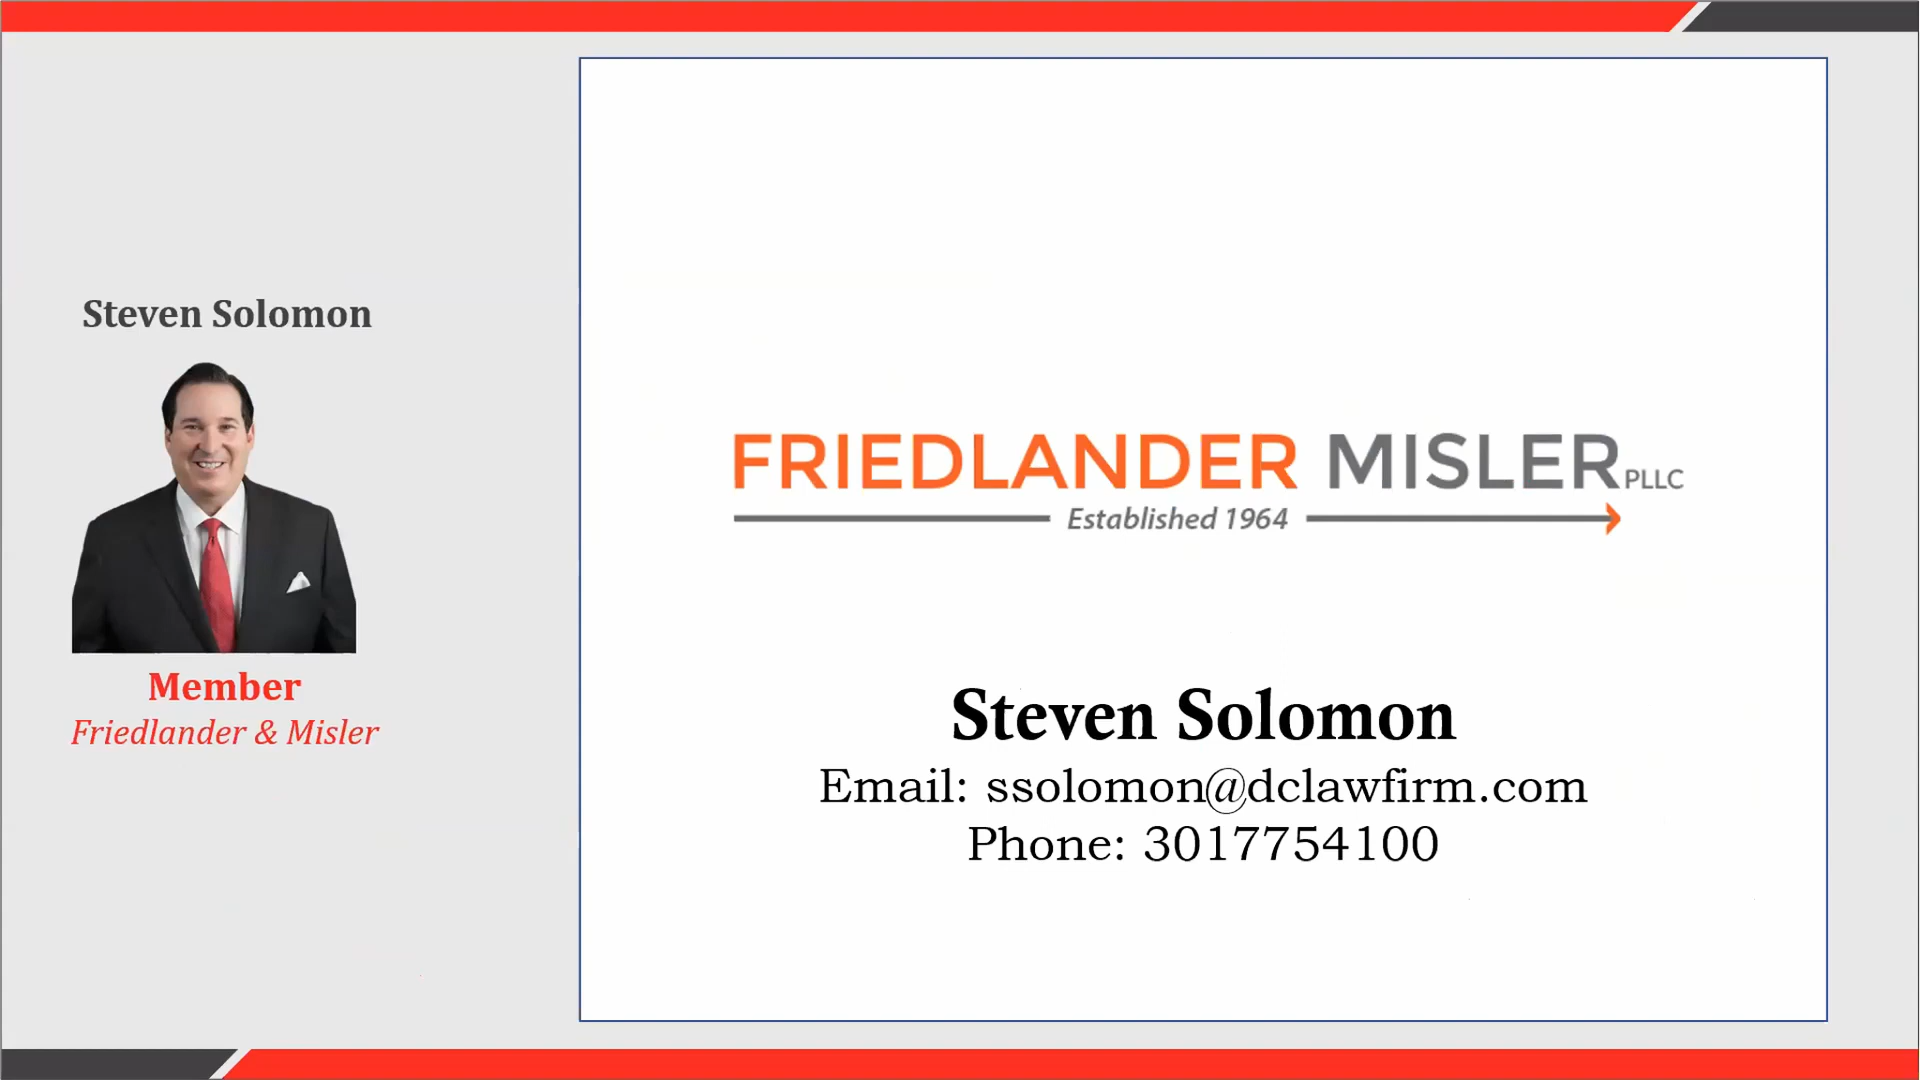 Steven Solomon
Member
Friedlander & Misler
FRIEDLANDER MISLER PLLC
Established 1964
Steven Solomon
Email: ssolomon@dclawfirm.com
Phone: 3017754100